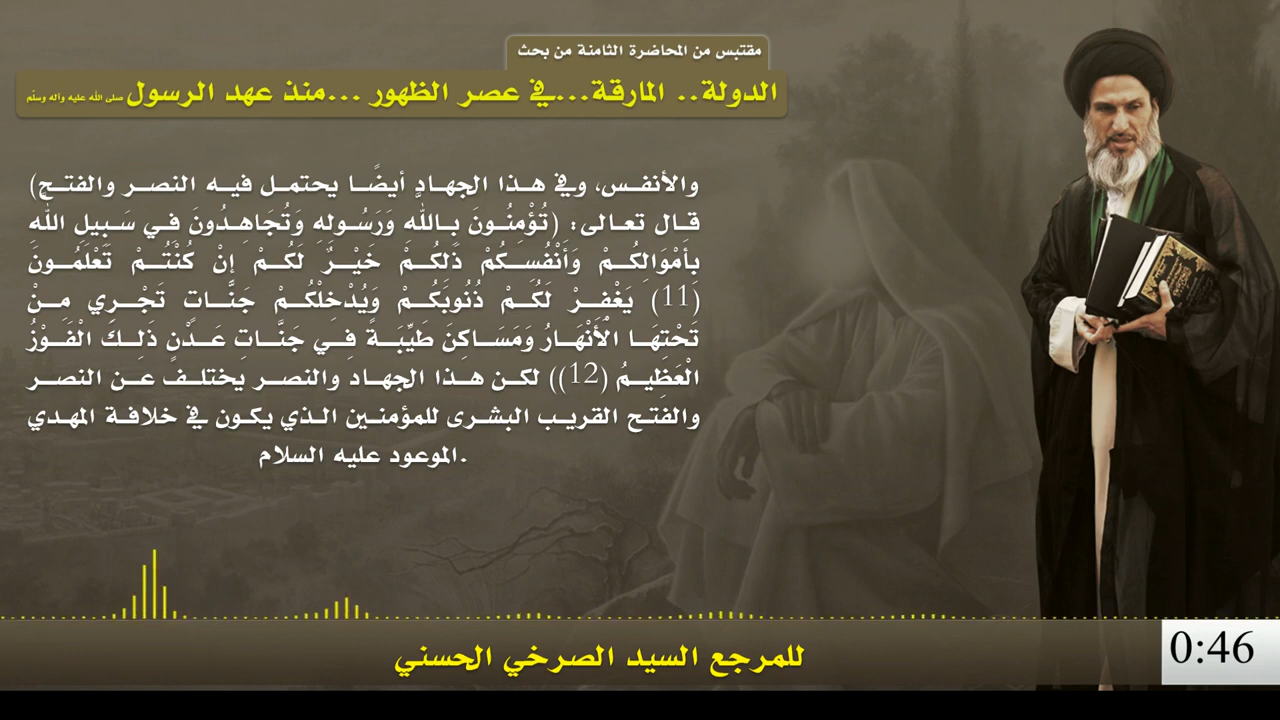 مقتبس من المحاضرة الثامنة من بحث
الدولة.. المارقة...في عصر الظهور ...منذ عهد الرسول صلى الله عليه وآله وسلّم
والأنفس، وفي هذا الجهادِ أيضًا يحتمل فيه النصر والفتح)
قال تعالى: (تُؤْمِنُونَ بِاللَّهِ وَرَسُولِهِ وَتُجَاهِدُونَ فِي سَبِيلِ اللَّهِ
بِأَمْوَالِكُمْ وَأَنْفُسِكُمْ ذَلِكُمْ خَيْرٌ لَكُمْ إِنْ كُنْتُمْ تَعْلَمُونَ
(11) يَغْفِرْ لَكُمْ ذُنُوبَكُمْ وَيُدْخِلْكُمْ جَنَّاتٍ تَجْرِي مِنْ
تَحْتِهَا الْأَنْهَارُ وَمَسَاكِنَ طَيِّبَةً فِي جَنَّاتِ عَدْنٍ ذَلِكَ الْفَوْزُ
الْعَظِيمُ (12)) لكن هذا الجهاد والنصر يختلف عن النصر
والفتح القريب البشرى للمؤمنين الذي يكون في خلافة المهدي
.الموعود عليه السلام
للمرجع السيد الصرخي الحسني
0:46